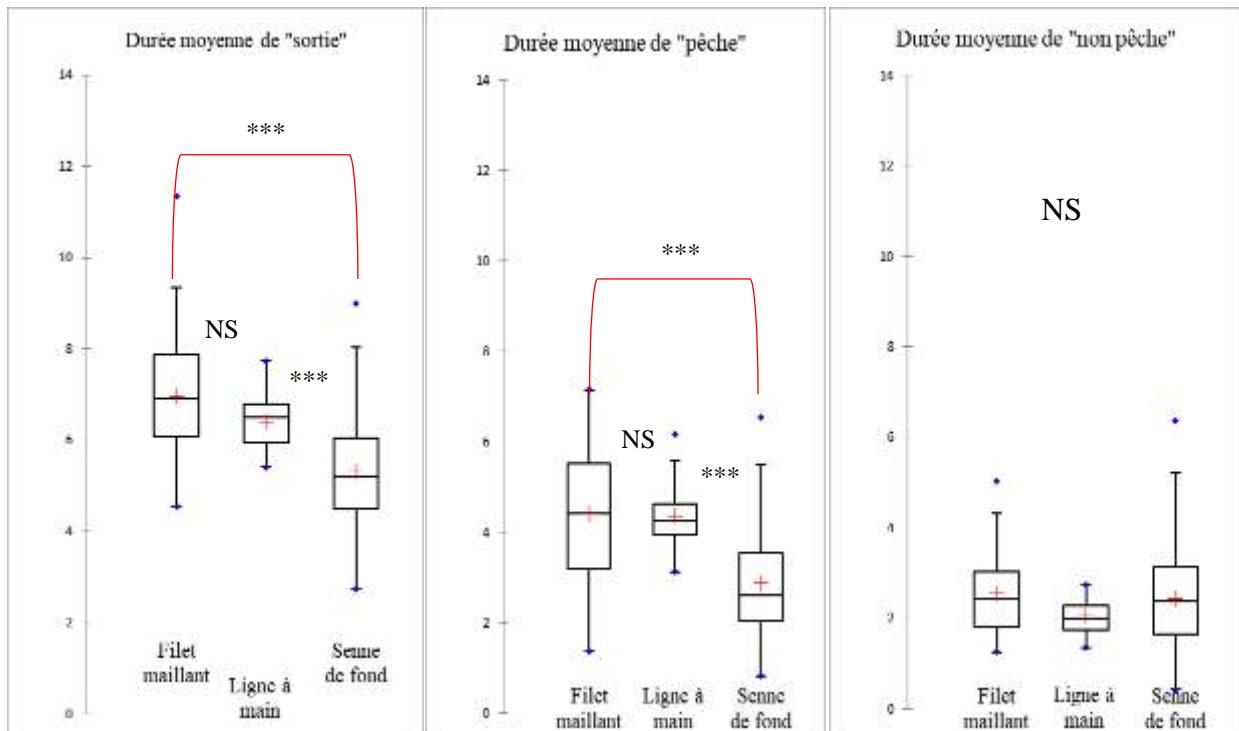 Durée moyenne de "sortie"
14
12
10
8
6
4
2
0
***
NS
***
Filet
maillant
Ligne à
main
Senne
de fond
Durée moyenne de "pêche"
14
12
10
8
6
4
2
0
***
NS
***
Filet
maillant
Ligne à
main
Senne
de fond
Durée moyenne de "non pêche"
14
12
10
8
6
4
2
0
NS
Filet
maillant
Ligne à
main
Senne
de fond